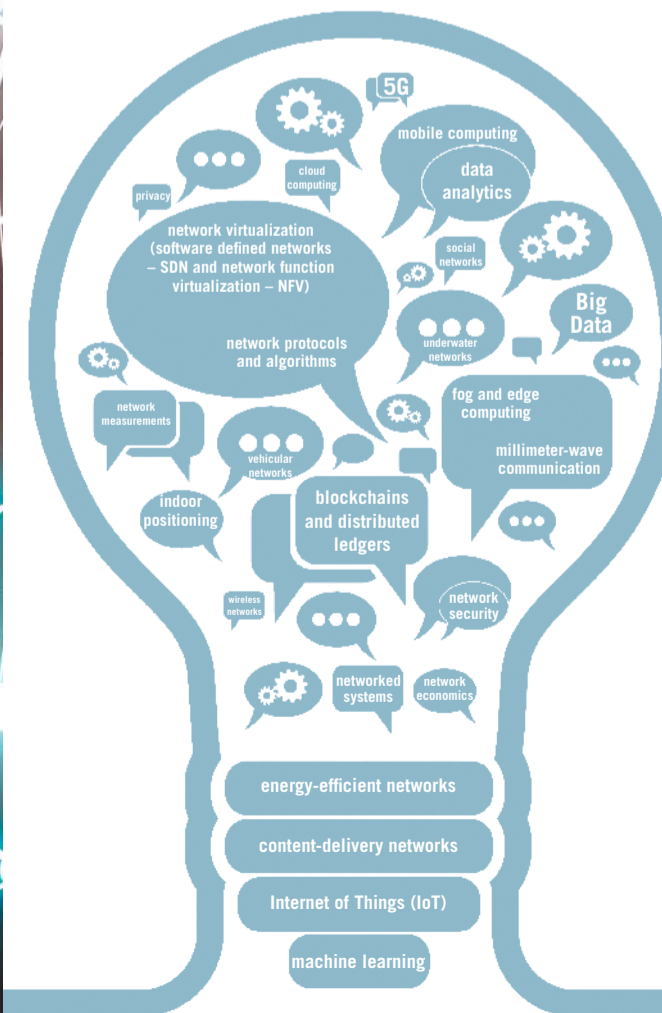 5G
mobile computing
data
analytics
cloud
computing
privacy
network virtualization
(software defined networks
– SDN and network function
virtualization – NFV)
network protocols
and algorithms
social
networks
Big
Data
underwater
networks
fog and edge
computing
millimeter-wave
communication
network
measurements
vehicular
networks
indoor
positioning
blockchains
and distributed
ledgers
wireless
networks
network
security
networked
systems
network
economics
energy-efficient networks
content-delivery networks
Internet of Things (IoT)
machine learning